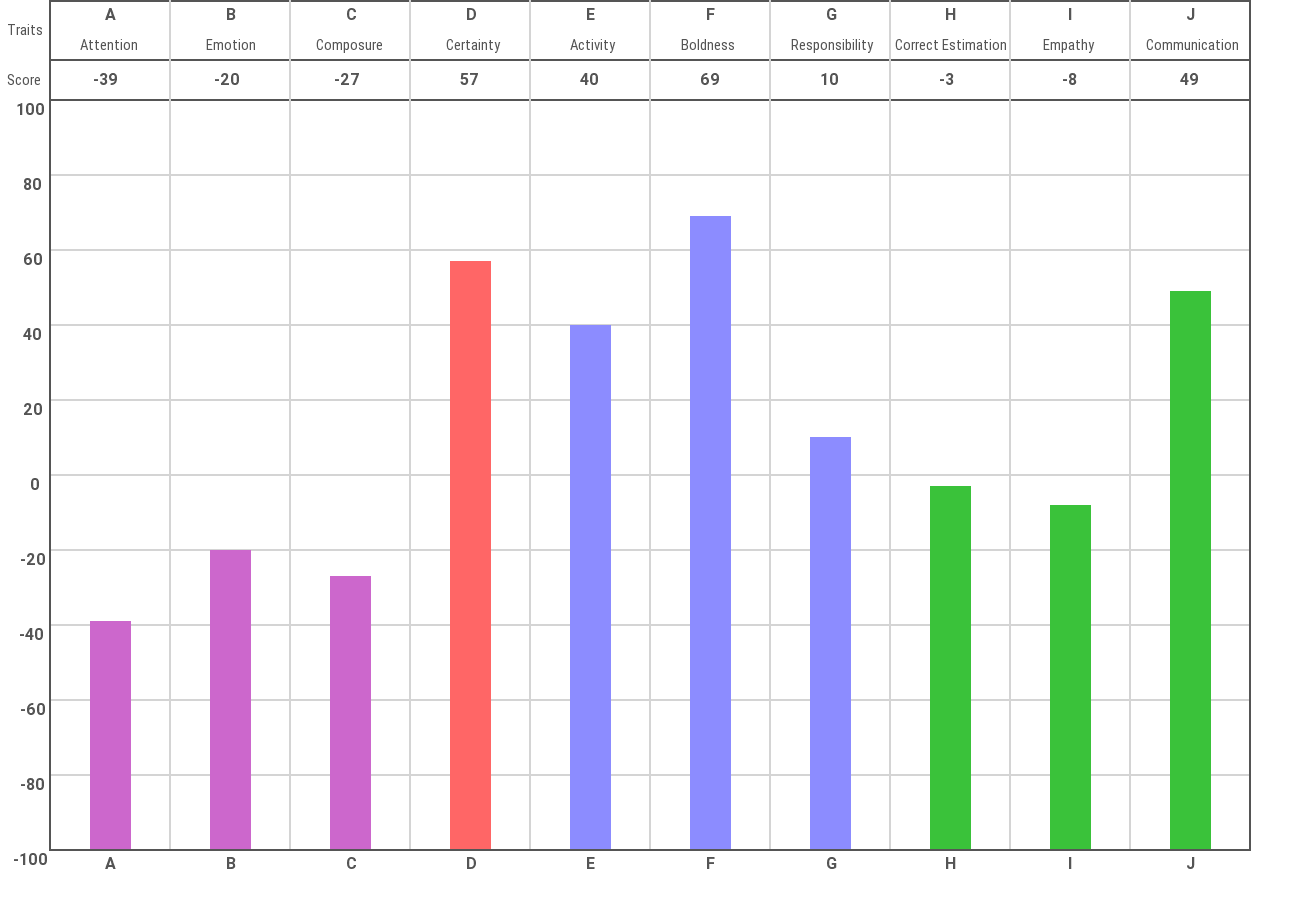 Traits A B C D E F G H I J
Attention Emotion Composure Certainty Activity Boldness Responsibility Correct Estimation Empathy Communication
Score -39 -20 -27 57 40 69 10 -3 -8 49
100
80
60
40
20
0
-20
-40
-60
-80
-100
A B C D E F G H I J